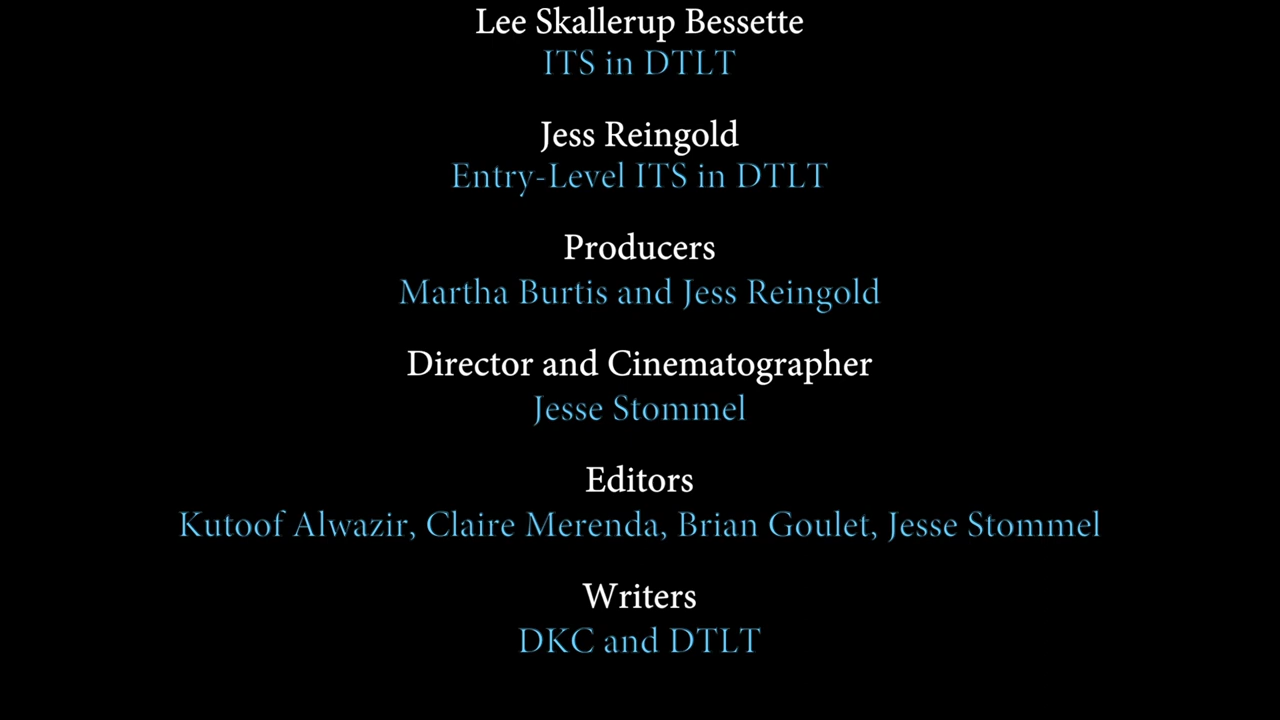 Lee Skallerup Bessette
ITS in DTLT
Jess Reingold
Entry-Level ITS in DTLT
Producers
Martha Burtis and Jess Reingold
Director and Cinematographer
Jesse Stommel
Editors
Kutoof Alwazir, Claire Merenda, Brian Goulet, Jesse Stommel
Writers
DKC and DTLT